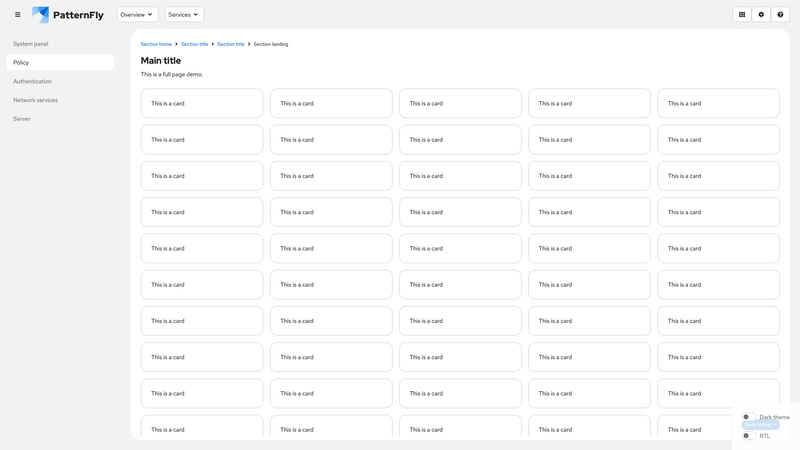 PatternFly
Overview
Services
System panel
Policy
Authentication
Network services
Server
Section home
Section title
Section title
Section landing
Main title
This is a full page demo.
This is a card This is a card This is a card This is a card This is a card
This is a card This is a card This is a card This is a card This is a card
This is a card This is a card This is a card This is a card This is a card
This is a card This is a card This is a card This is a card This is a card
This is a card This is a card This is a card This is a card This is a card
This is a card This is a card This is a card This is a card This is a card
This is a card This is a card This is a card This is a card This is a card
This is a card This is a card This is a card This is a card This is a card
This is a card This is a card This is a card This is a card This is a card
This is a card This is a card This is a card This is a card This is a card
Dark theme
Back to top
RTL